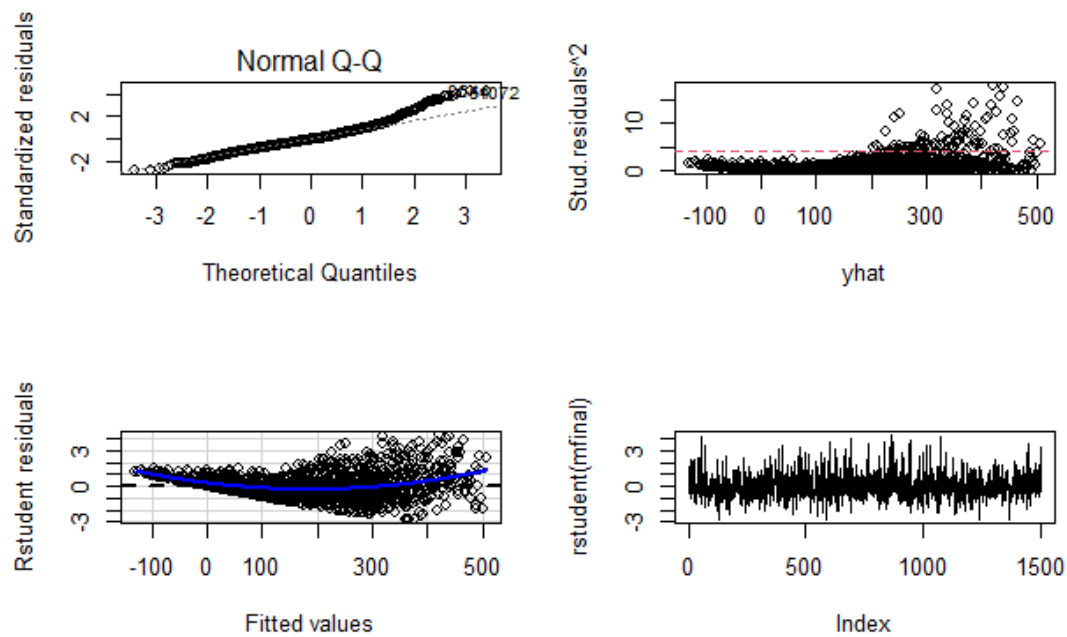 Normal Q-Q
Standardized residuals
2
-2
-3 -2 -1 0 1 2 3
Theoretical Quantiles
Stud.residuals^2
10
0
-100 0 100 300 500
yhat
Rstudent residuals
3
0
-3
-100 0 100 300 500
Fitted values
rstudent(mfinal)
3
0
-3
0 500 1000 1500
Index